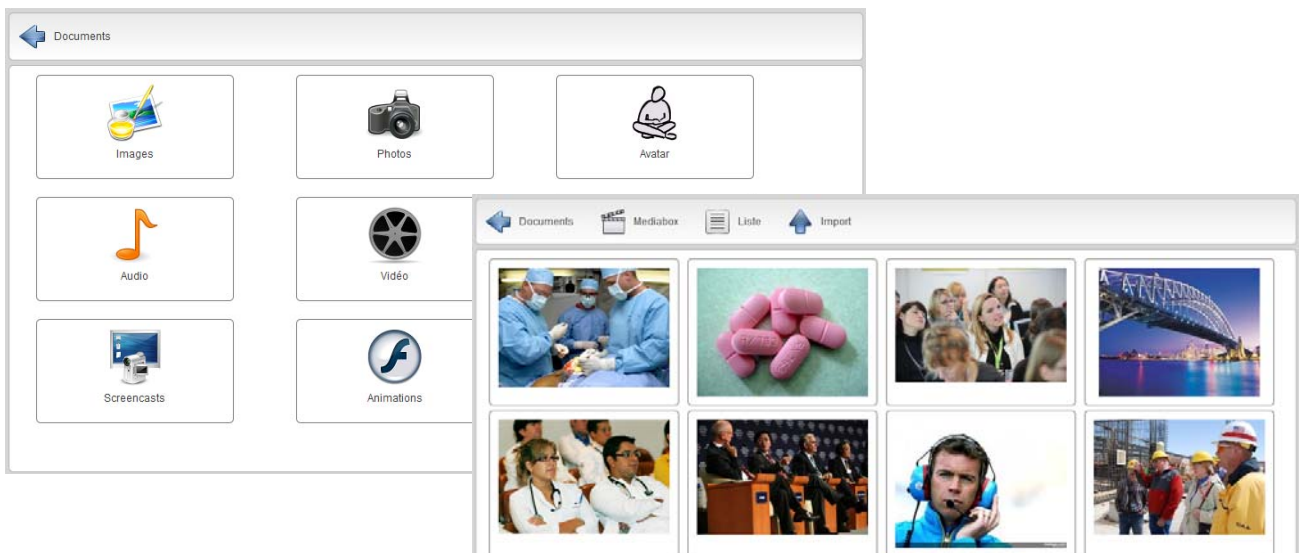 Documents
Images
Photos
Avatar
Audio
Vidéo
Screencasts
Animations
Documents
Mediabox
Liste
Import